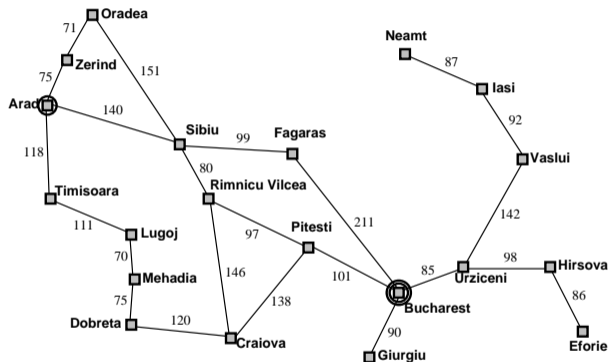 Oradea
71
Neamt
87
Zerind
151
75
Iasi
Arad
140
92
Sibiu
99
Fagaras
118
Vaslui
80
Timisoara
Rimnicu Vilcea
111
211
142
Lugoj
97
Pitesti
70
98
Hirsova
Mehadia
146
101
85
Urziceni
75
138
86
Bucharest
120
Dobreta
90
Craiova
Eforie
Giurgiu